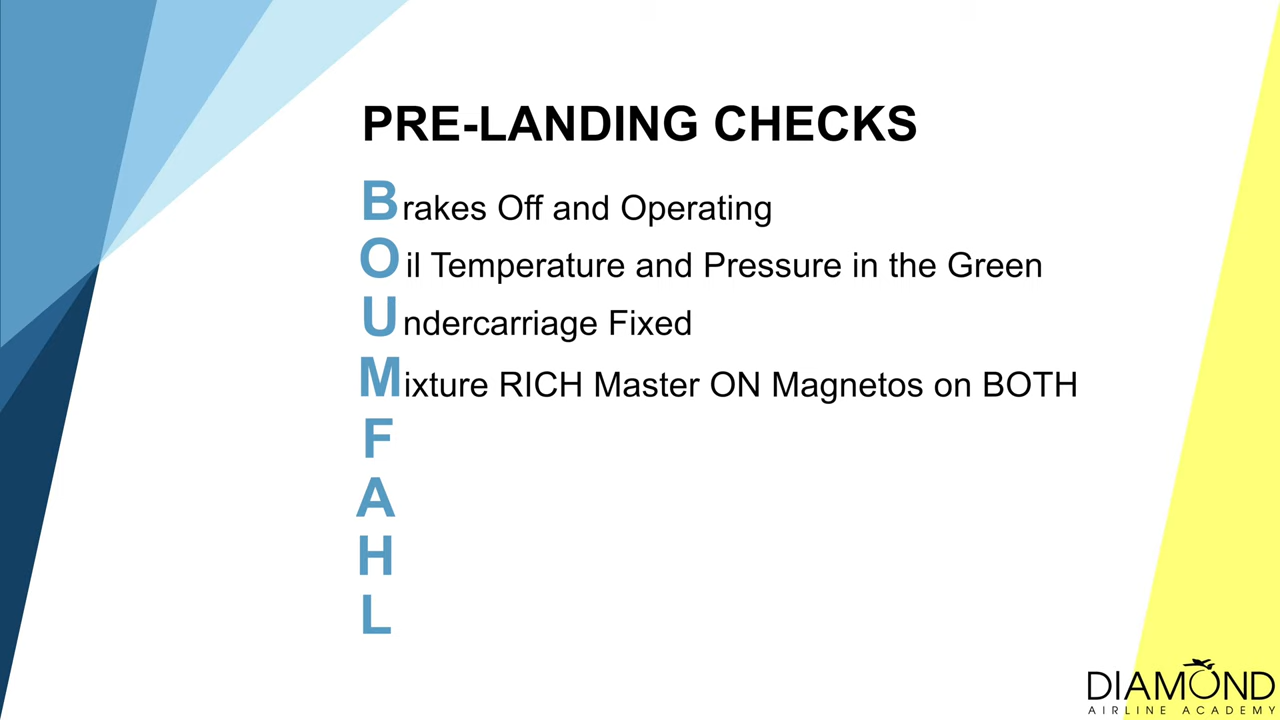 PRE-LANDING CHECKS
Brakes Off and Operating
Oil Temperature and Pressure in the Green
Undercarriage Fixed
Mixture RICH Master ON Magnetos on BOTH
F
A
H
L
DIAMOND
AIRLINE ACADEMY